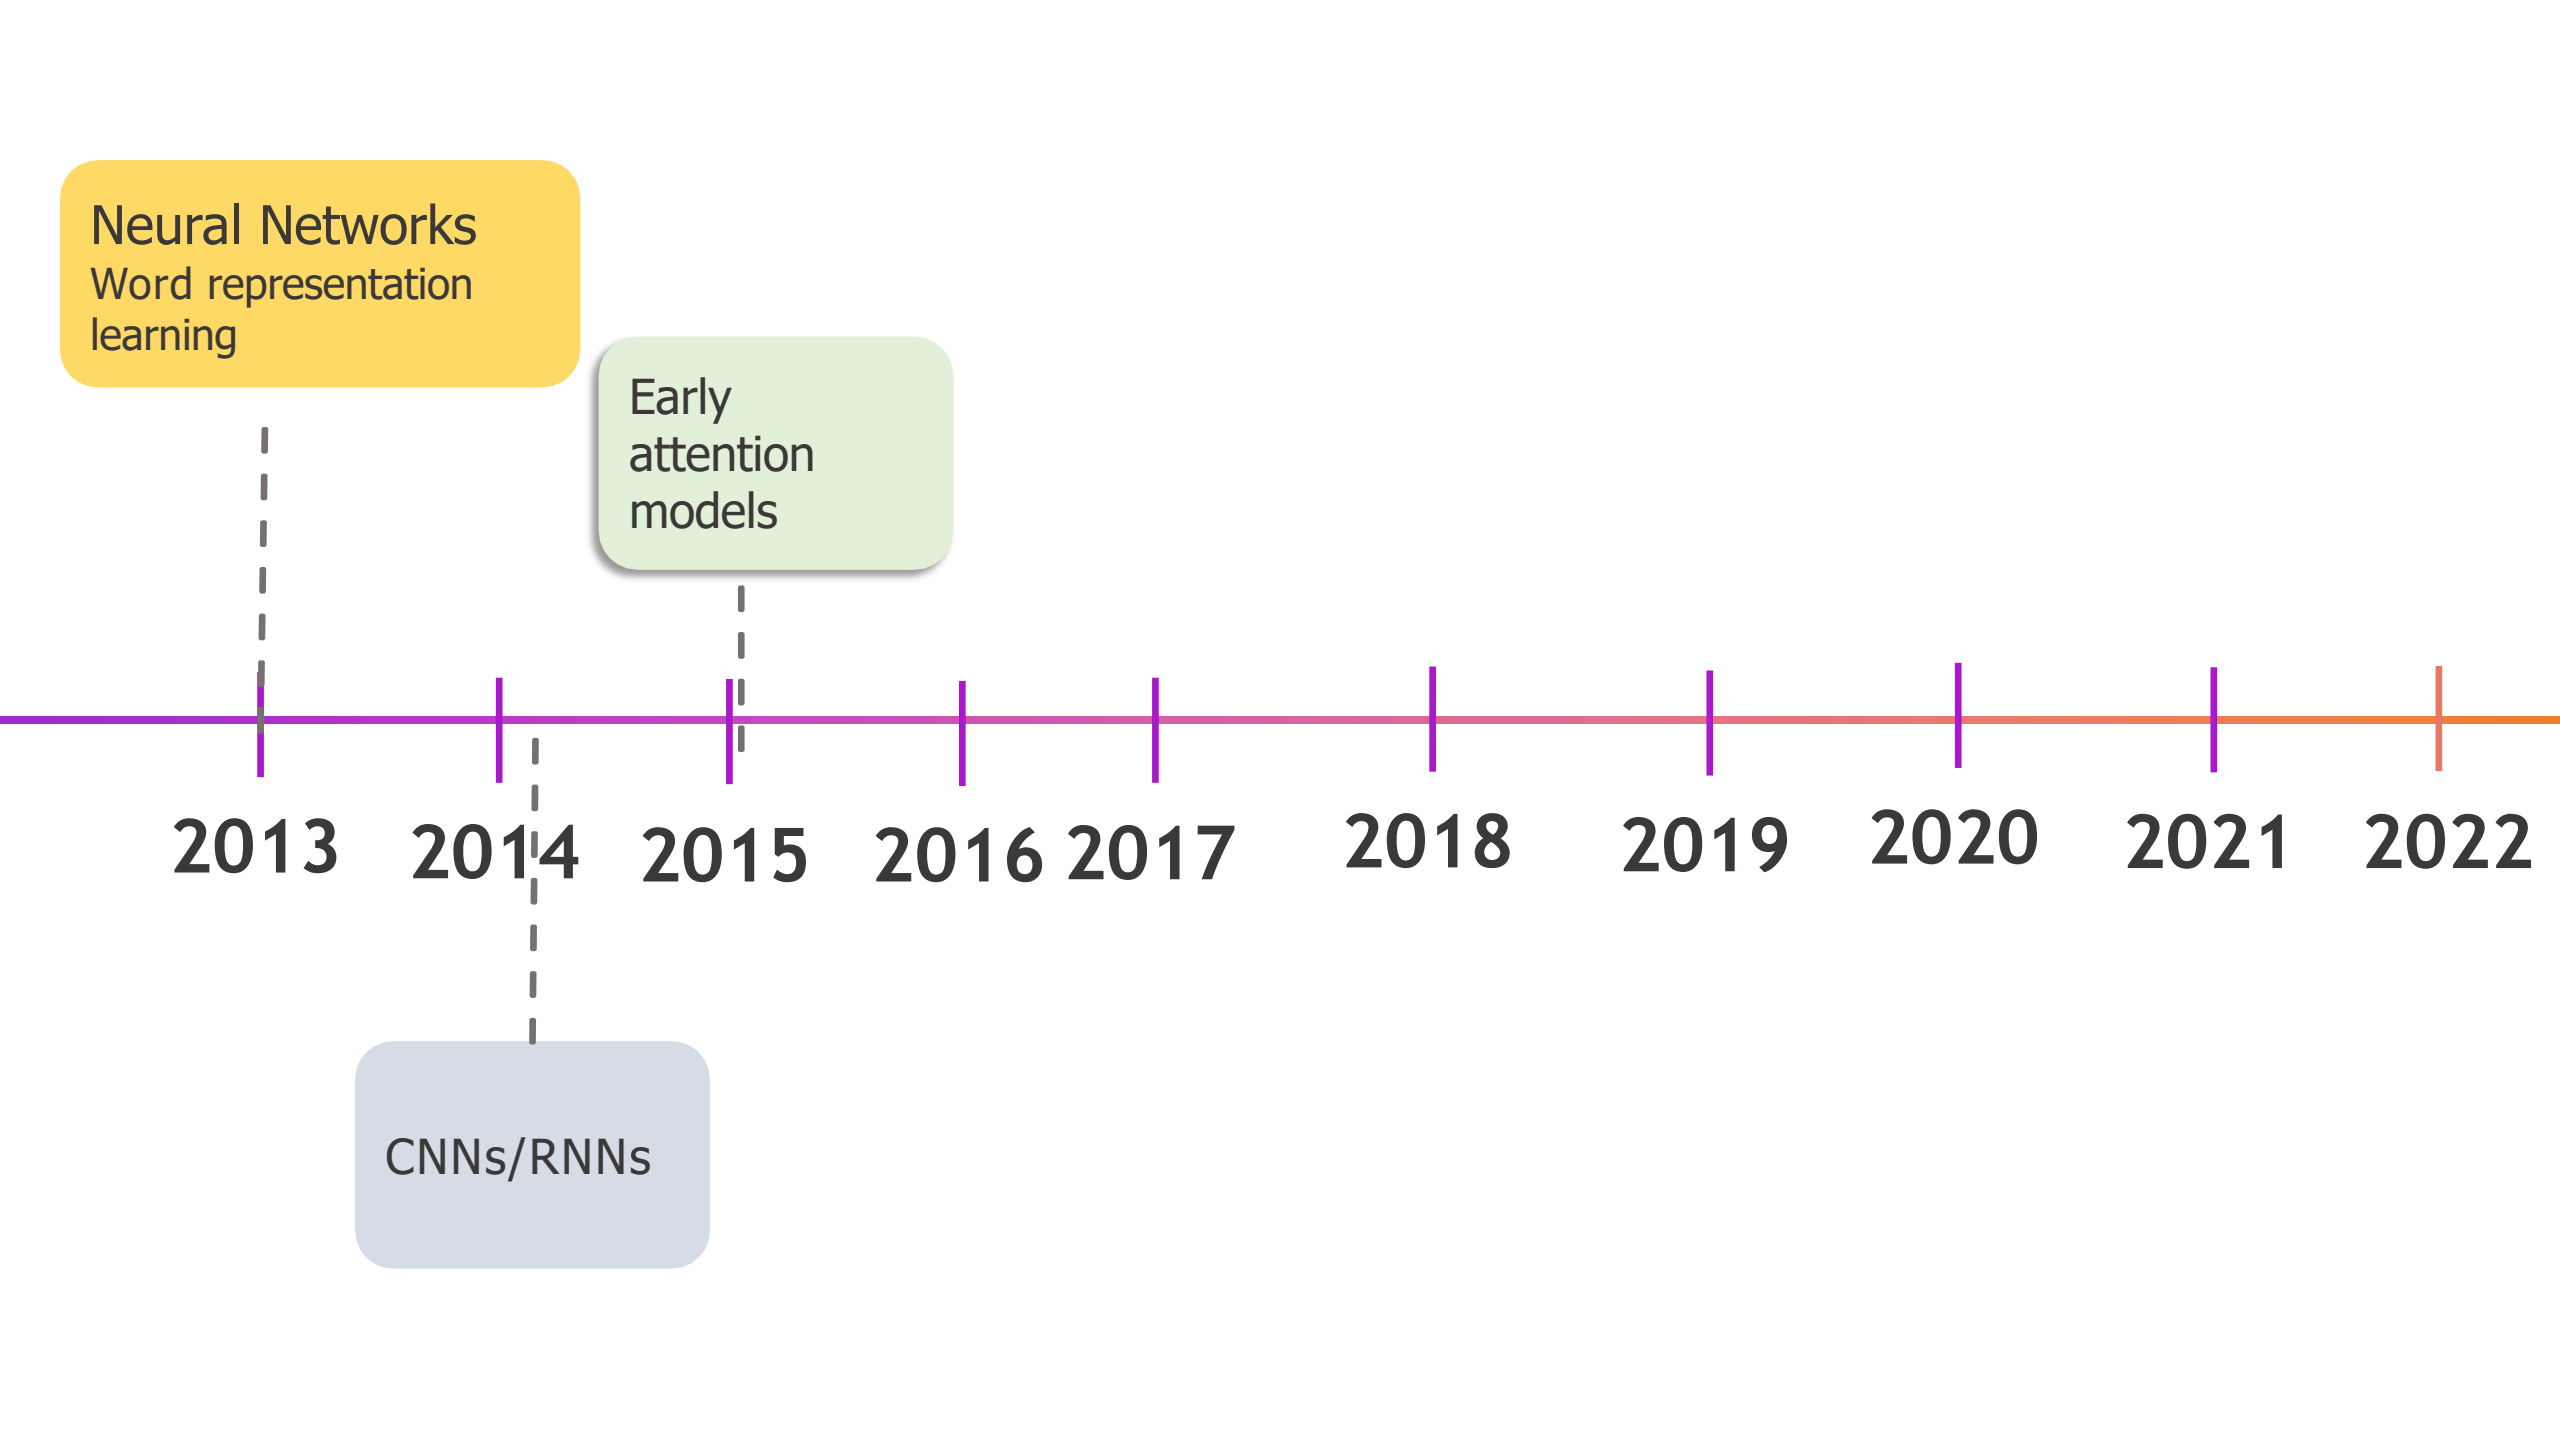 Neural Networks
Word representation
learning
Early
attention
models
2013 2014 2015 2016 2017 2018 2019 2020 2021 2022
CNNs/RNNs